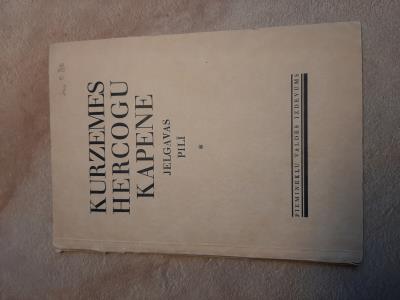 KURZEMES
HERCOGU
KAPENE
JELGAVAS
PILĪ
*
PIEMINEKĻU VALDES IZDEVUMS